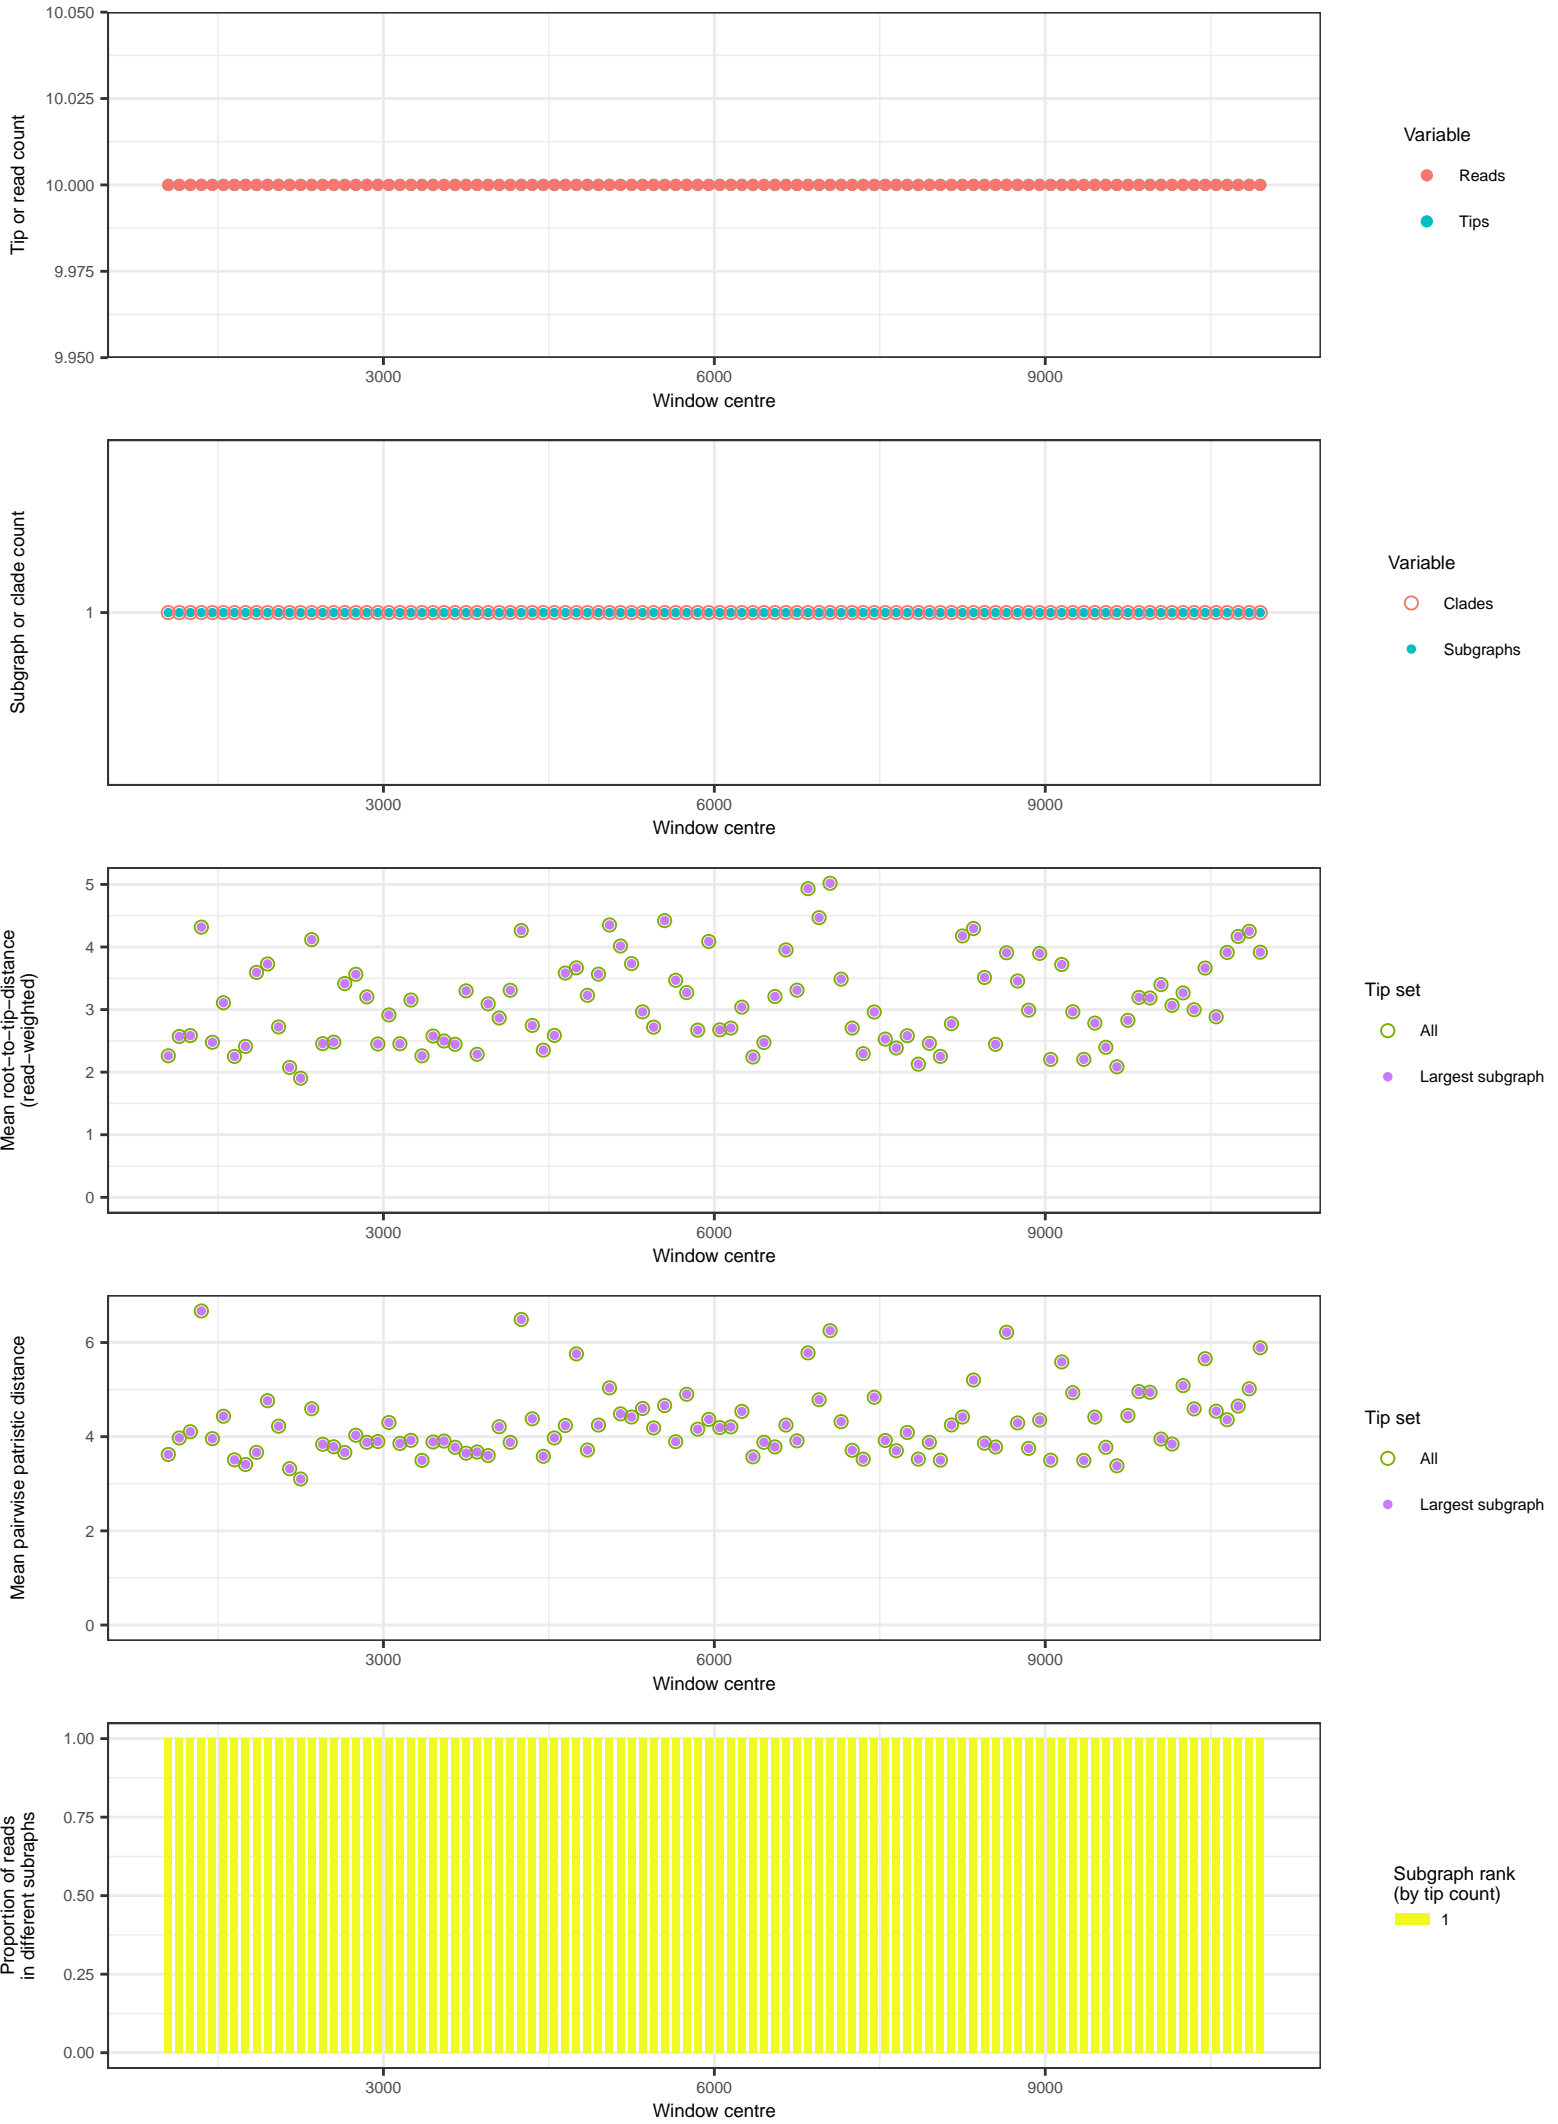 10.050
10.025
10.000
9.975
9.950
Tip or read count
3000
6000
9000
Window centre
Variable
Reads
Tips
1
Subgraph or clade count
3000
6000
9000
Window centre
Variable
Clades
Subgraphs
5
4
3
2
1
0
Mean root−to−tip−distance
(read−weighted)
3000
6000
9000
Window centre
Tip set
All
Largest subgraph
6
4
2
0
Mean pairwise patristic distance
3000
6000
9000
Window centre
Tip set
All
Largest subgraph
1.00
0.75
0.50
0.25
0.00
Proportion of reads
in different subraphs
3000
6000
9000
Window centre
Subgraph rank
(by tip count)
1